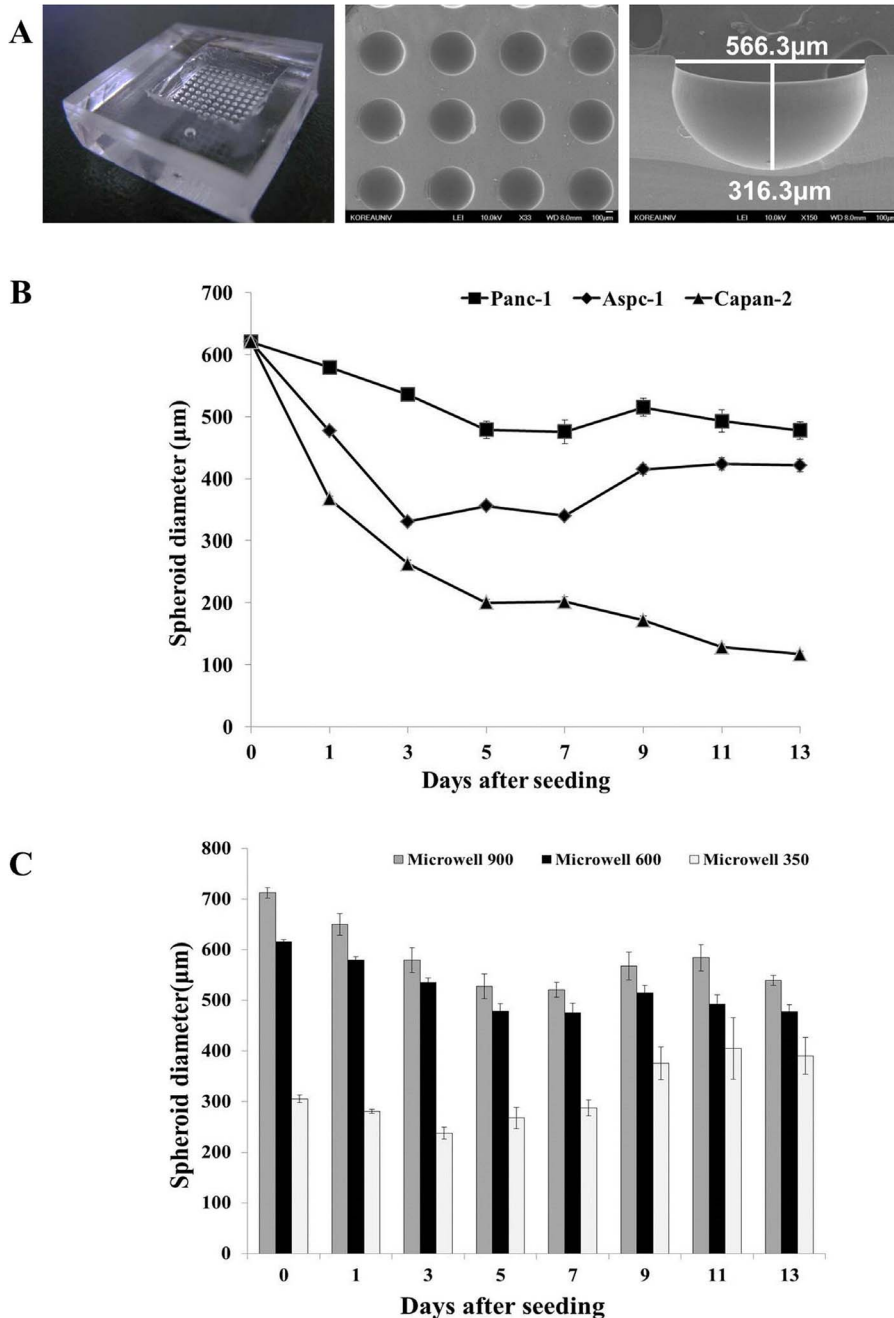 A
KOREAUNIV LEI 10.0kV X33 WD 8.0mm 100µm
566.3µm
316.3µm
KOREAUNIV LEI 10.0kV X150 WD 8.0mm 100µm
B
Panc-1 Aspc-1 Capan-2
Spheroid diameter (µm)
700
600
500
400
300
200
100
0
0 1 3 5 7 9 11 13
Days after seeding
C
Microwell 900 Microwell 600 Microwell 350
Spheroid diameter(µm)
800
700
600
500
400
300
200
100
0
0 1 3 5 7 9 11 13
Days after seeding